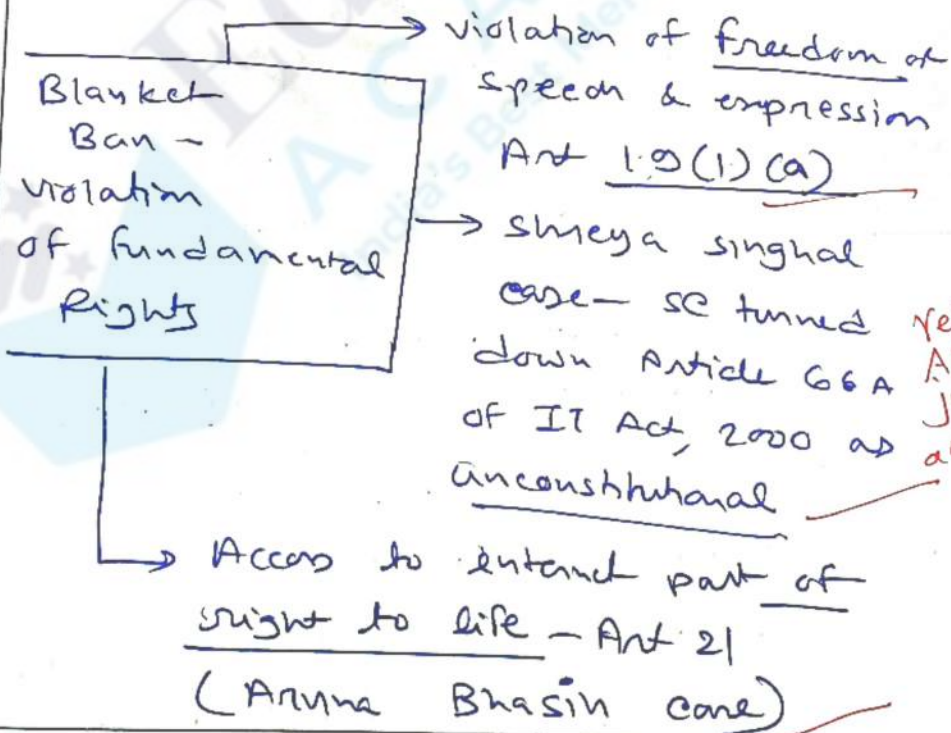 Blanket
Ban -
violation
of fundamental
Rights
→ violation of freedom of
speech & expression
Art 19(1)(a)
→ Shreya Singhal
case - SC turned
down Article 66A
of IT Act, 2000 as
unconstitutional
→ Access to internet part of
right to life - Art 21
(Bhasin case)